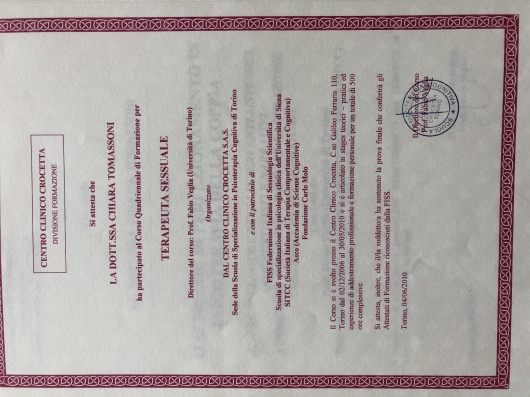 CENTRO CLINICO CROCETTA
DIVISIONE FORMAZIONE
Si attesta che
LA DOTT.SSA CHIARA TOMASSONI
ha partecipato al Corso Quadriennale di Formazione per
TERAPEUTA SESSUALE
Direttore del corso: Prof. Fabio Veglia (Università di Torino)
Organizzato
DAL CENTRO CLINICO CROCETTA S.A.S.
Sede della Scuola di Specializzazione in Psicoterapia Cognitiva di Torino
e con il patrocinio di
FISS Federazione Italiana di Sessuologia Scientifica
Scuola di specializzazione in psicologia clinica dell'Università di Siena
SITCC (Società Italiana di Terapia Comportamentale e Cognitiva)
Asco (Accademia di Scienze Cognitive)
Fondazione Carlo Molo
Il Corso si è svolto presso il Centro Clinico Crocetta, C.so Galileo Ferraris 110,
Torino dal 02/12/2006 al 30/05/2010 e si è articolato in stages teorici – pratici ed
esperienze di addestramento professionale e formazione personale per un totale di 500
ore complessive.
Si attesta, inoltre, che il/la suddetto/a ha sostenuto la prova finale che conferirà gli
Attestati di Formazione riconosciuti dalla FISS.
Torino, 04/06/2010
Il Direttore del Corso
Prof. Fabio Veglia